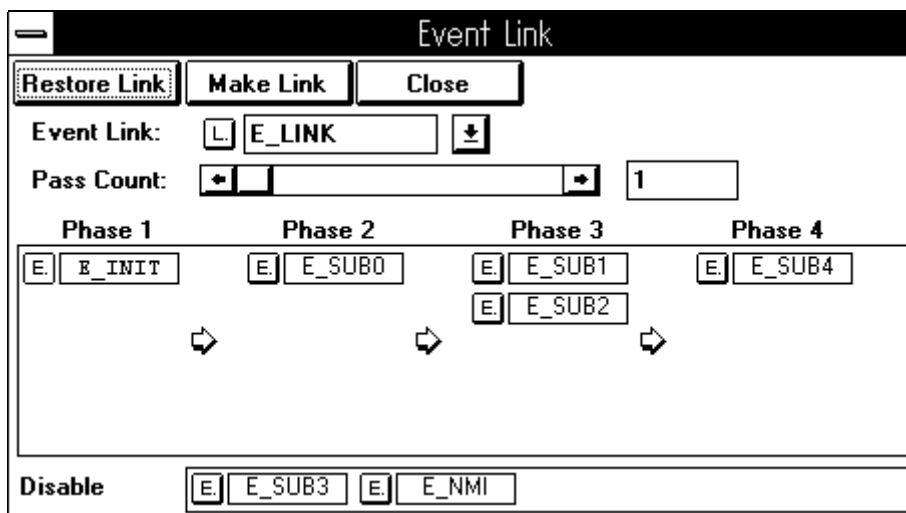 Event Link
Restore Link Make Link Close
Event Link: L. E_LINK
Pass Count: 1
Phase 1 Phase 2 Phase 3 Phase 4
E. E_INIT E. E_SUB0 E. E_SUB1 E. E_SUB4
E. E_SUB2
Disable E. E_SUB3 E. E_NMI